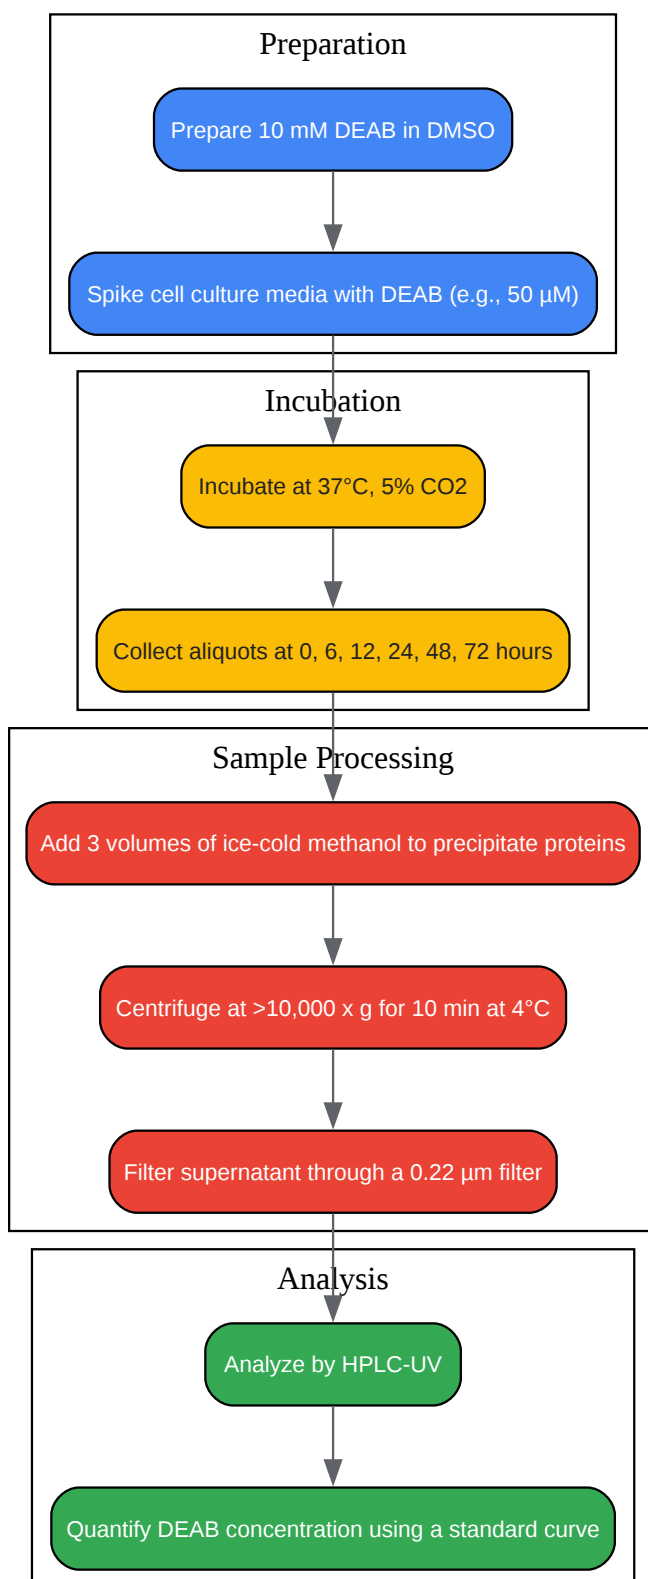 Preparation
Prepare 10 mM DEAB in DMSO
Spike cell culture media with DEAB (e.g., 50 µM)
Incubation
Incubate at 37°C, 5% CO2
Collect aliquots at 0, 6, 12, 24, 48, 72 hours
Sample Processing
Add 3 volumes of ice-cold methanol to precipitate proteins
Centrifuge at >10,000 x g for 10 min at 4°C
Filter supernatant through a 0.22 µm filter
Analysis
Analyze by HPLC-UV
Quantify DEAB concentration using a standard curve